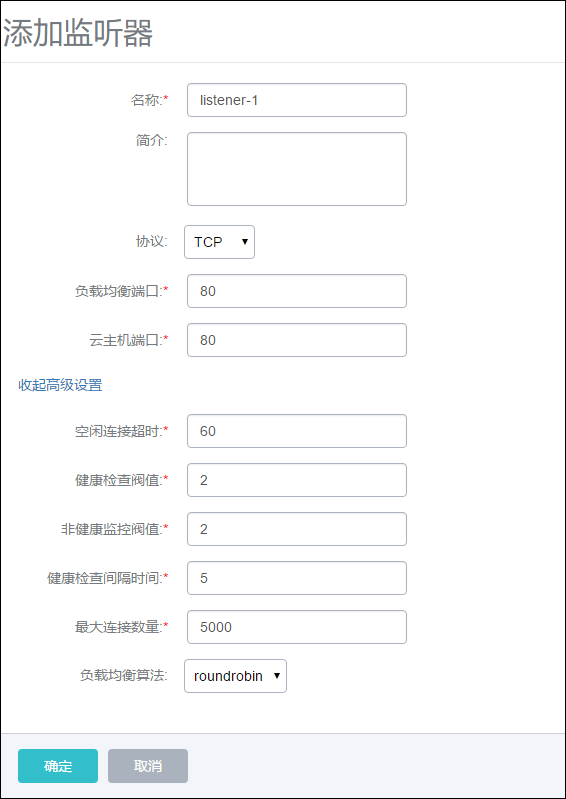 添加监听器
名称:* listener-1
简介:
协议: TCP
负载均衡端口:* 80
云主机端口:* 80
收起高级设置
空闲连接超时:* 60
健康检查阀值:* 2
非健康监控阀值:* 2
健康检查间隔时间:* 5
最大连接数量:* 5000
负载均衡算法: roundrobin
确定 取消